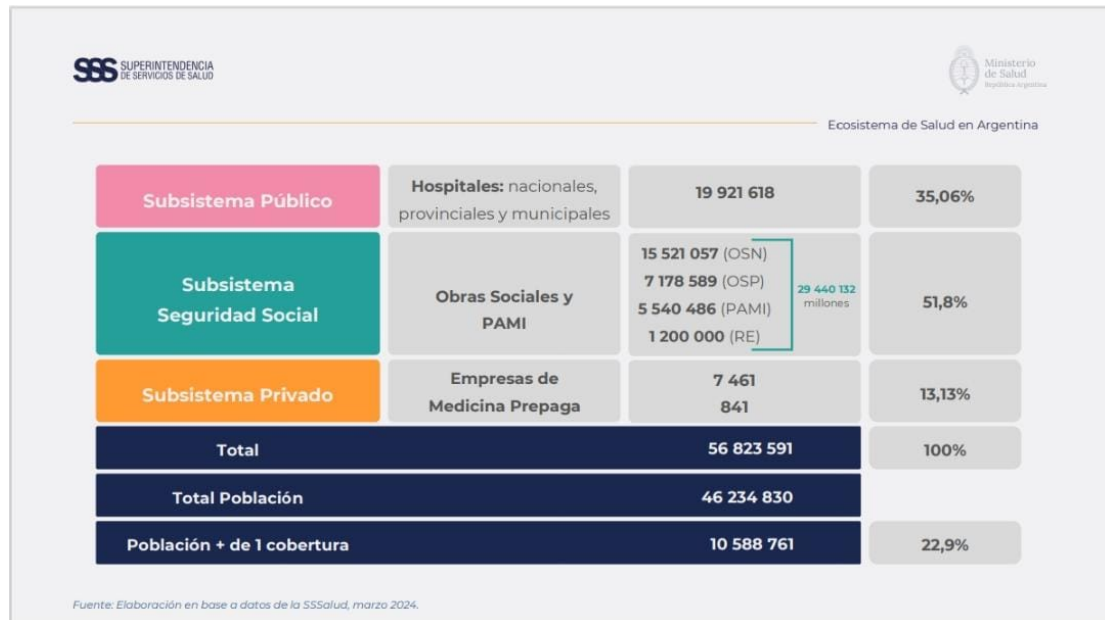 SSS SUPERINTENDENCIA
DE SERVICIOS DE SALUD
Ministerio
de Salud
República Argentina
Ecosistema de Salud en Argentina
Subsistema Público
Hospitales: nacionales,
provinciales y municipales
19 921 618
35,06%
Subsistema
Seguridad Social
Obras Sociales y
PAMI
15 521 057 (OSN)
7 178 589 (OSP)
5 540 486 (PAMI)
1 200 000 (RE)
29 440 132
millones
51,8%
Subsistema Privado
Empresas de
Medicina Prepaga
7 461
841
13,13%
Total
56 823 591
100%
Total Población
46 234 830
Población + de 1 cobertura
10 588 761
22,9%
Fuente: Elaboración en base a datos de la SSSalud, marzo 2024.